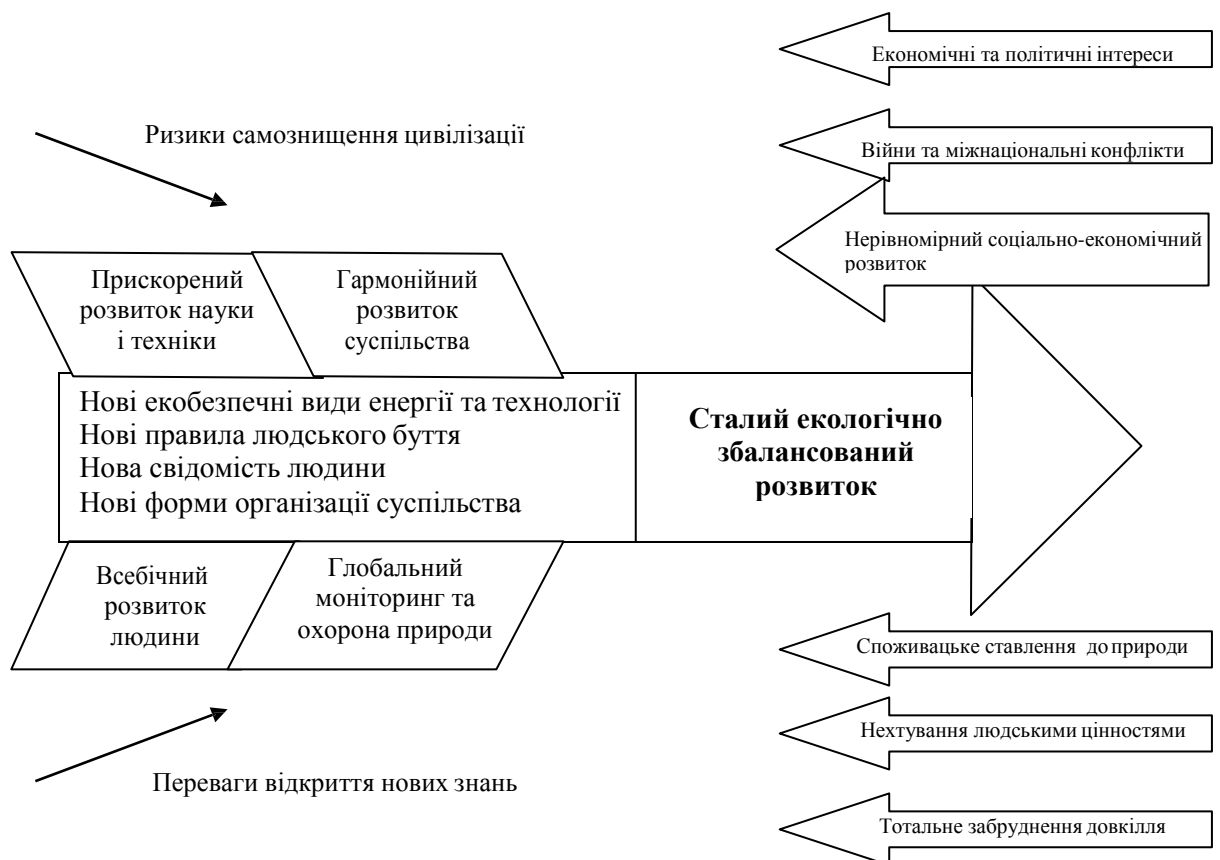 Економічні та політичні інтереси
Ризики самознищення цивілізації
Війни та міжнаціональні конфлікти
Нерівномірний соціально-економічний
розвиток
Прискорений
розвиток науки
і техніки
Гармонійний
розвиток
суспільства
Нові екобезпечні види енергії та технології
Нові правила людського буття
Нова свідомість людини
Нові форми організації суспільства
Сталий екологічно
збалансований
розвиток
Всебічний
розвиток
людини
Глобальний
моніторинг та
охорона природи
Споживацьке ставлення до природи
Нехтування людськими цінностями
Переваги відкриття нових знань
Тотальне забруднення довкілля